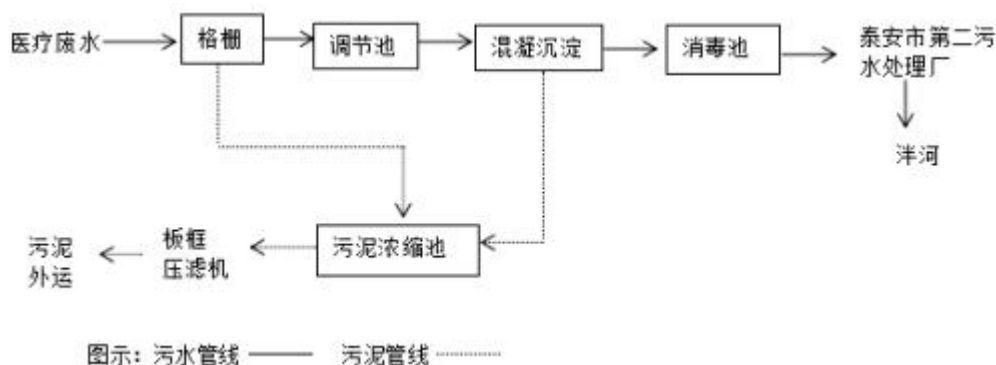 医疗废水
格栅
调节池
混凝沉淀
消毒池
泰安市第二污
水处理厂
泮河
污泥浓缩池
板框
压滤机
污泥
外运
图示：污水管线
污泥管线